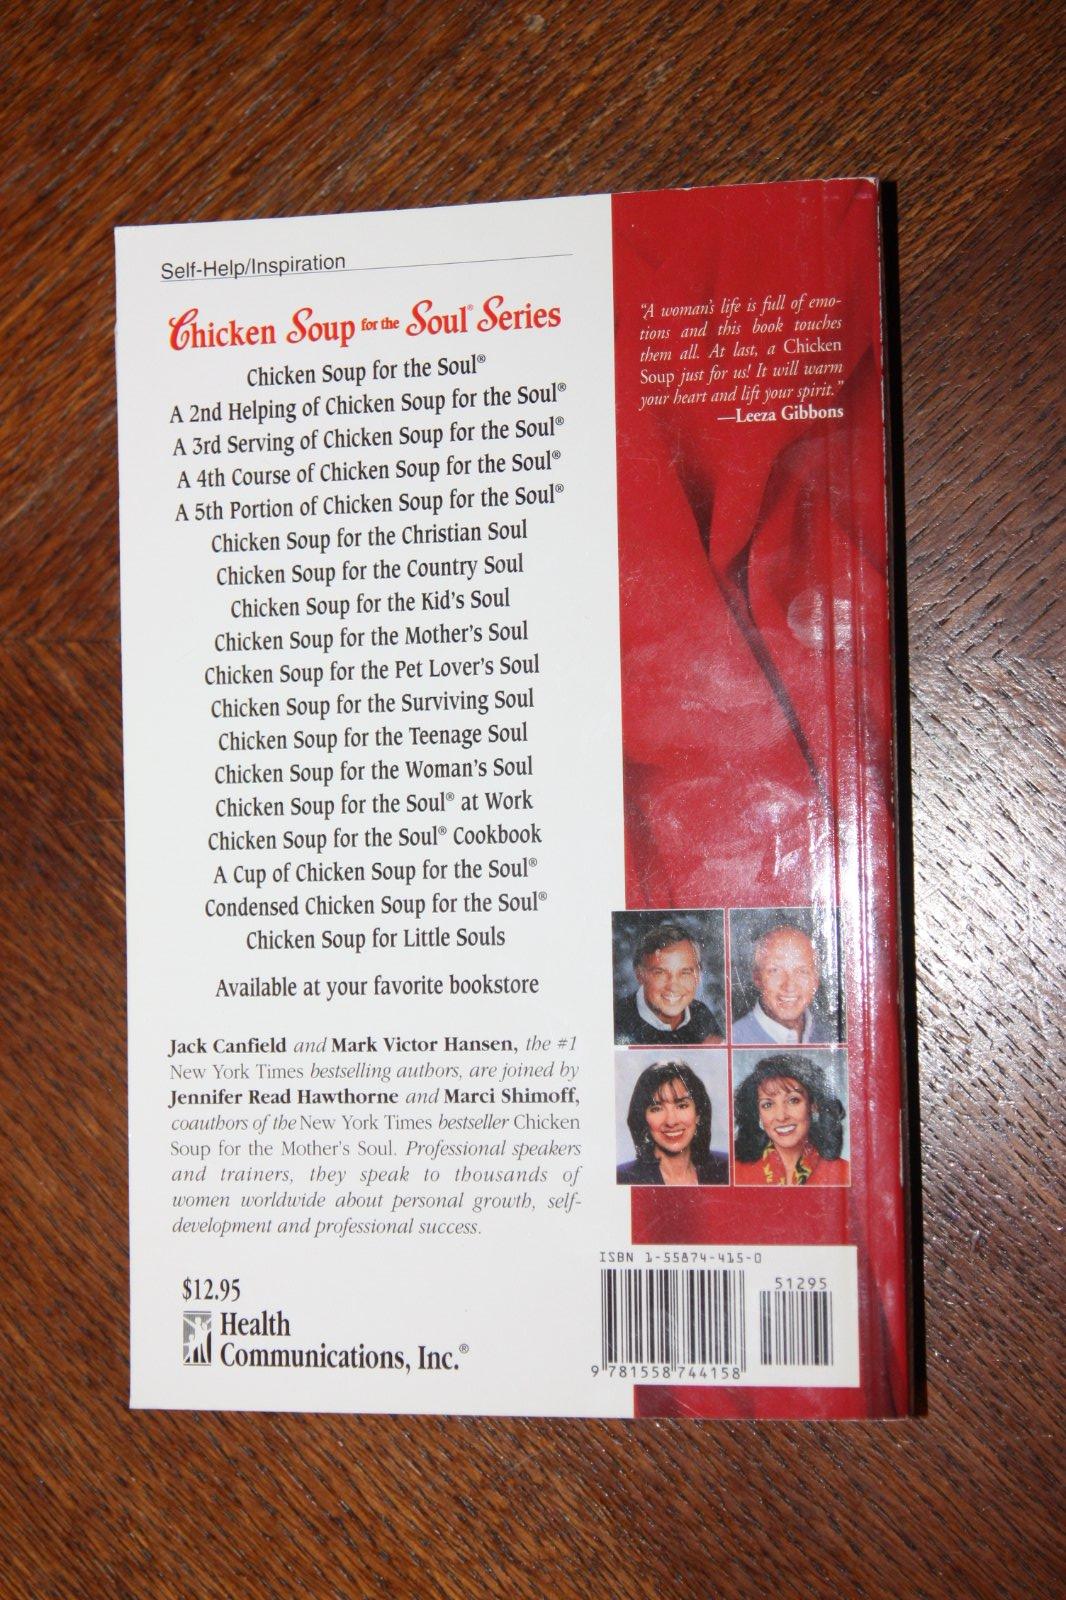 Self-Help/Inspiration
Chicken Soup for the Soul® Series
Chicken Soup for the Soul®
A 2nd Helping of Chicken Soup for the Soul®
A 3rd Serving of Chicken Soup for the Soul®
A 4th Course of Chicken Soup for the Soul®
A 5th Portion of Chicken Soup for the Soul®
Chicken Soup for the Christian Soul
Chicken Soup for the Country Soul
Chicken Soup for the Kid's Soul
Chicken Soup for the Mother's Soul
Chicken Soup for the Pet Lover's Soul
Chicken Soup for the Surviving Soul
Chicken Soup for the Teenage Soul
Chicken Soup for the Woman's Soul
Chicken Soup for the Soul® at Work
Chicken Soup for the Soul® Cookbook
A Cup of Chicken Soup for the Soul®
Condensed Chicken Soup for the Soul®
Chicken Soup for Little Souls
Available at your favorite bookstore
Jack Canfield and Mark Victor Hansen, the #1
New York Times bestselling authors, are joined by
Jennifer Read Hawthorne and Marci Shimoff,
coauthors of the New York Times bestseller Chicken
Soup for the Mother's Soul. Professional speakers
and trainers, they speak to thousands of
women worldwide about personal growth, self-
development and professional success.
$12.95
Health
Communications, Inc.®
"A woman's life is full of emo-
tions and this book touches
them all. At last, a Chicken
Soup just for us! It will warm
your heart and lift your spirit."
—Leeza Gibbons
ISBN 1-55874-415-0
51295
9 781558 744158